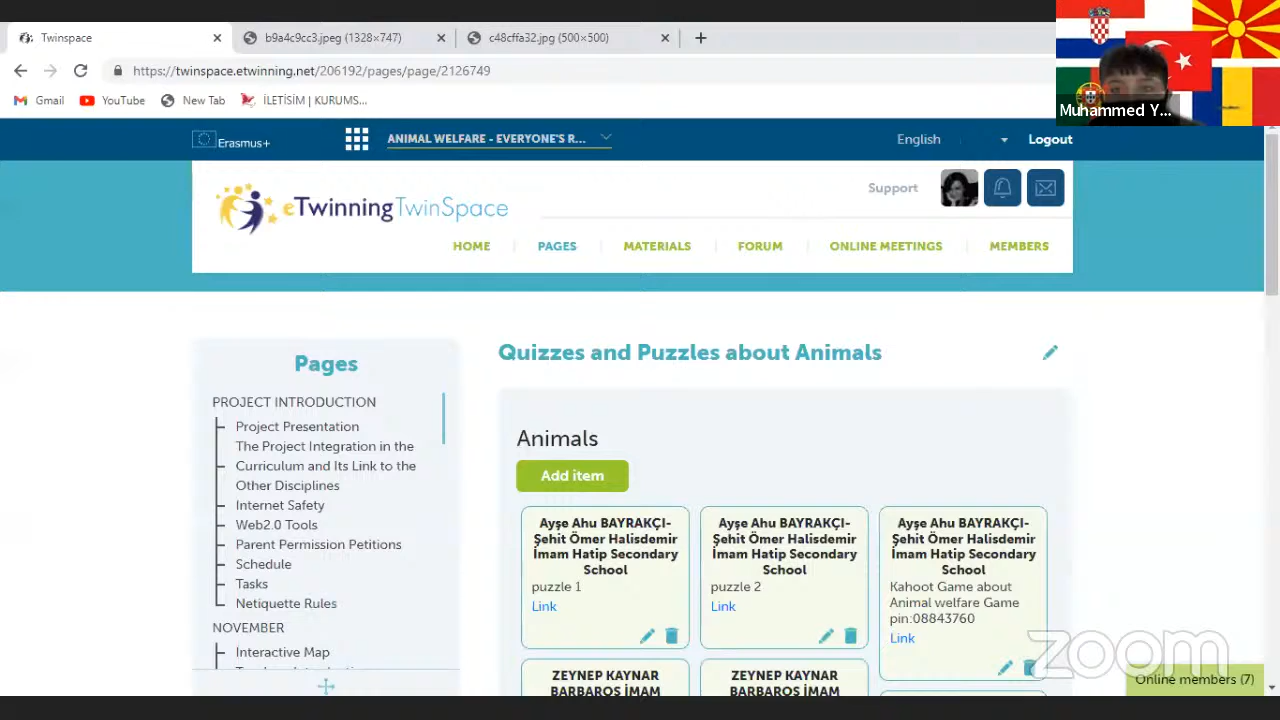 Twinspace
b9a4c9cc3.jpeg (1328×747)
c48cffa32.jpg (500×500)
https://twinspace.etwinning.net/206192/pages/page/2126749
Gmail
YouTube
New Tab
İLETİSİM | KURUMS...
Muhammed Y...
Erasmus+
ANIMAL WELFARE - EVERYONE'S R...
English
Logout
eTwinningTwinSpace
Support
HOME
PAGES
MATERIALS
FORUM
ONLINE MEETINGS
MEMBERS
Pages
PROJECT INTRODUCTION
Project Presentation
The Project Integration in the
Curriculum and Its Link to the
Other Disciplines
Internet Safety
Web2.0 Tools
Parent Permission Petitions
Schedule
Tasks
Netiquette Rules
NOVEMBER
Interactive Map
Quizzes and Puzzles about Animals
Animals
Add item
Ayşe Ahu BAYRAKÇI-
Şehit Ömer Halisdemir
İmam Hatip Secondary
School
puzzle 1
Link
Ayşe Ahu BAYRAKÇI-
Şehit Ömer Halisdemir
İmam Hatip Secondary
School
puzzle 2
Link
Ayşe Ahu BAYRAKÇI-
Şehit Ömer Halisdemir
İmam Hatip Secondary
School
Kahoot Game about
Animal welfare Game
pin:08843760
Link
ZEYNEP KAYNAR
BARBAROS İMAM
ZEYNEP KAYNAR
BARBAROS İMAM
zoom
Online members (7)